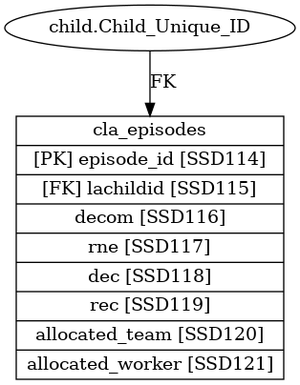 child.Child_Unique_ID
FK
cla_episodes
[PK] episode_id [SSD114]
[FK] lachildid [SSD115]
decom [SSD116]
rne [SSD117]
dec [SSD118]
rec [SSD119]
allocated_team [SSD120]
allocated_worker [SSD121]